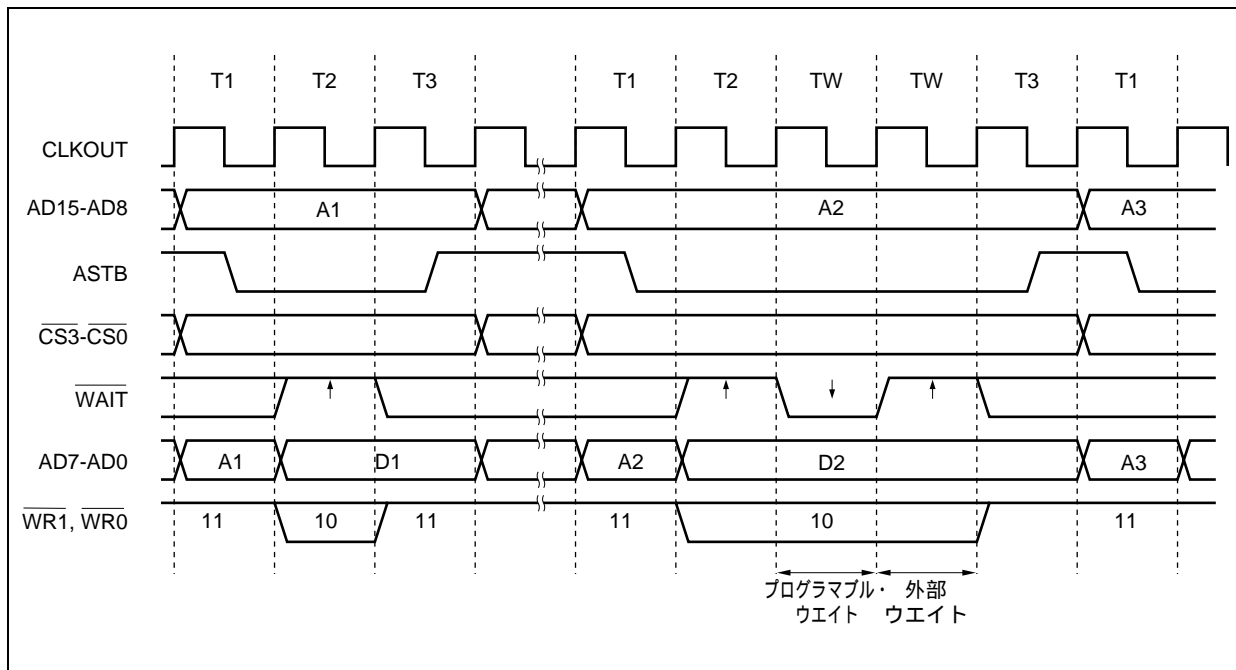 T1 T2 T3 T1 T2 TW TW T3 T1
CLKOUT
AD15-AD8 A1 A2 A3
ASTB
CS3-CS0
WAIT
AD7-AD0 A1 D1 A2 D2 A3
WR1, WR0 11 10 11 11 10 11
プログラマブル・ 外部
ウエイト ウエイト